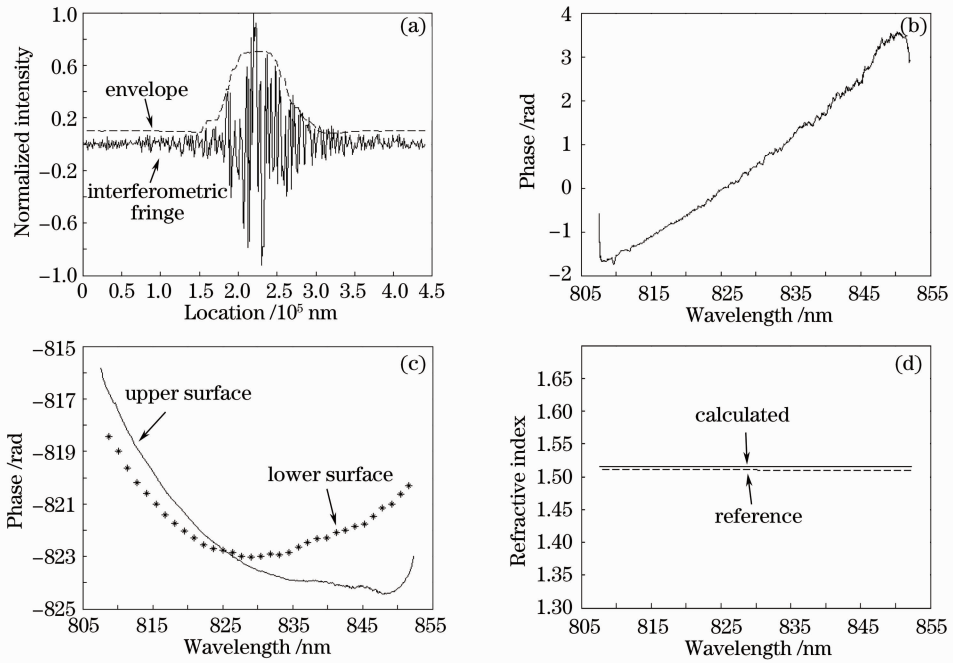 (a)
1.0
0.6
0.2
−0.2
−0.6
−1.0
Normalized intensity
envelope
interferometric
fringe
0 0.5 1.0 1.5 2.0 2.5 3.0 3.5 4.0 4.5
Location /10⁵ nm
(b)
4
3
2
1
0
−1
−2
Phase /rad
805 815 825 835 845 855
Wavelength /nm
(c)
−815
−817
−819
−821
−823
−825
Phase /rad
upper surface
lower surface
805 815 825 835 845 855
Wavelength /nm
(d)
1.65
1.60
1.55
1.50
1.45
1.40
1.35
1.30
Refractive index
calculated
reference
805 815 825 835 845 855
Wavelength /nm